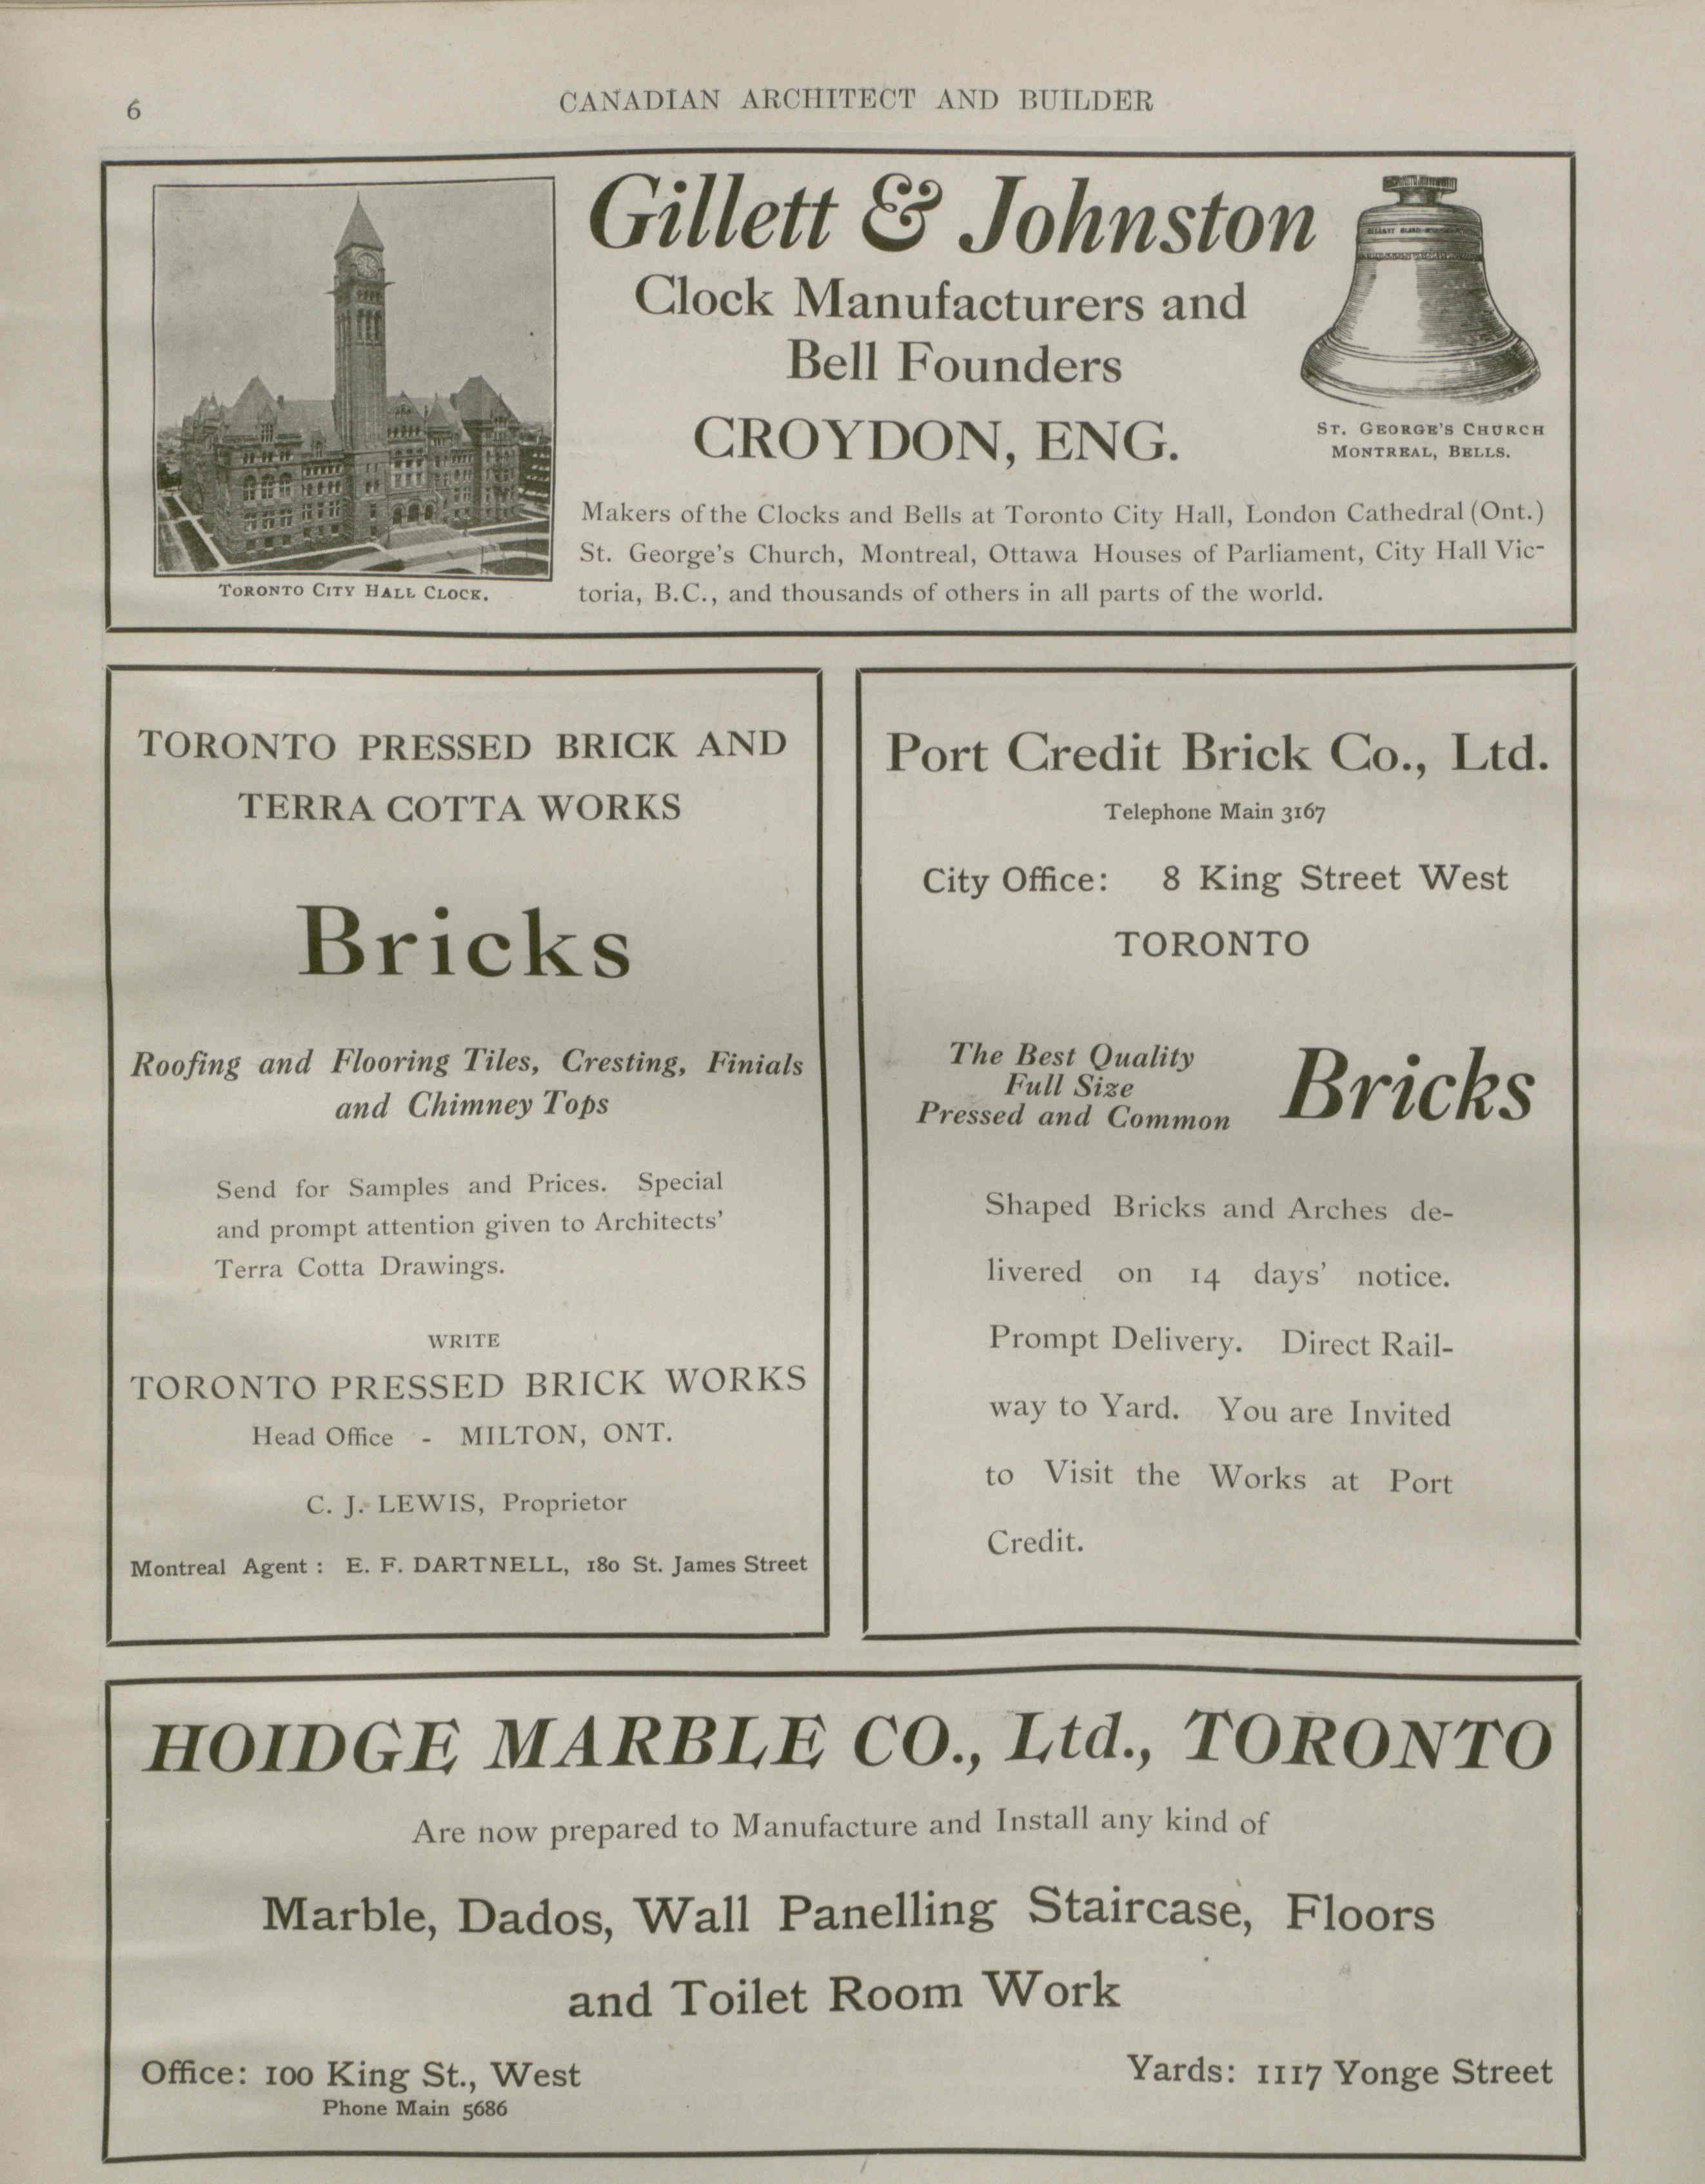 6
CANADIAN ARCHITECT AND BUILDER
Gillett & Johnston
Clock Manufacturers and
Bell Founders
CROYDON, ENG.
ST. GEORGE'S CHURCH
MONTREAL, BELLS.
Makers of the Clocks and Bells at Toronto City Hall, London Cathedral (Ont.)
St. George's Church, Montreal, Ottawa Houses of Parliament, City Hall Vic-
toria, B.C., and thousands of others in all parts of the world.
TORONTO CITY HALL CLOCK.
TORONTO PRESSED BRICK AND
TERRA COTTA WORKS
Bricks
Roofing and Flooring Tiles, Cresting, Finials
and Chimney Tops
Send for Samples and Prices. Special
and prompt attention given to Architects'
Terra Cotta Drawings.
WRITE
TORONTO PRESSED BRICK WORKS
Head Office - MILTON, ONT.
C. J. LEWIS, Proprietor
Montreal Agent : E. F. DARTNELL, 180 St. James Street
Port Credit Brick Co., Ltd.
Telephone Main 3167
City Office: 8 King Street West
TORONTO
The Best Quality
Full Size
Pressed and Common
Bricks
Shaped Bricks and Arches de-
livered on 14 days' notice.
Prompt Delivery. Direct Rail-
way to Yard. You are Invited
to Visit the Works at Port
Credit.
HOIDGE MARBLE CO., Ltd., TORONTO
Are now prepared to Manufacture and Install any kind of
Marble, Dados, Wall Panelling Staircase, Floors
and Toilet Room Work
Office: 100 King St., West
Phone Main 5686
Yards: 1117 Yonge Street